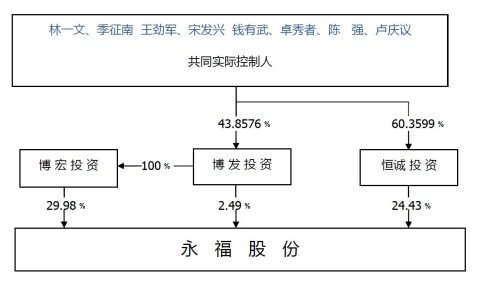 林一文、季征南 王劲军、宋发兴 钱有武、卓秀者、陈 强、卢庆议
共同实际控制人
43.8576 %
60.3599 %
博宏投资
100 %
博发投资
恒诚投资
29.98 %
2.49 %
24.43 %
永福股份